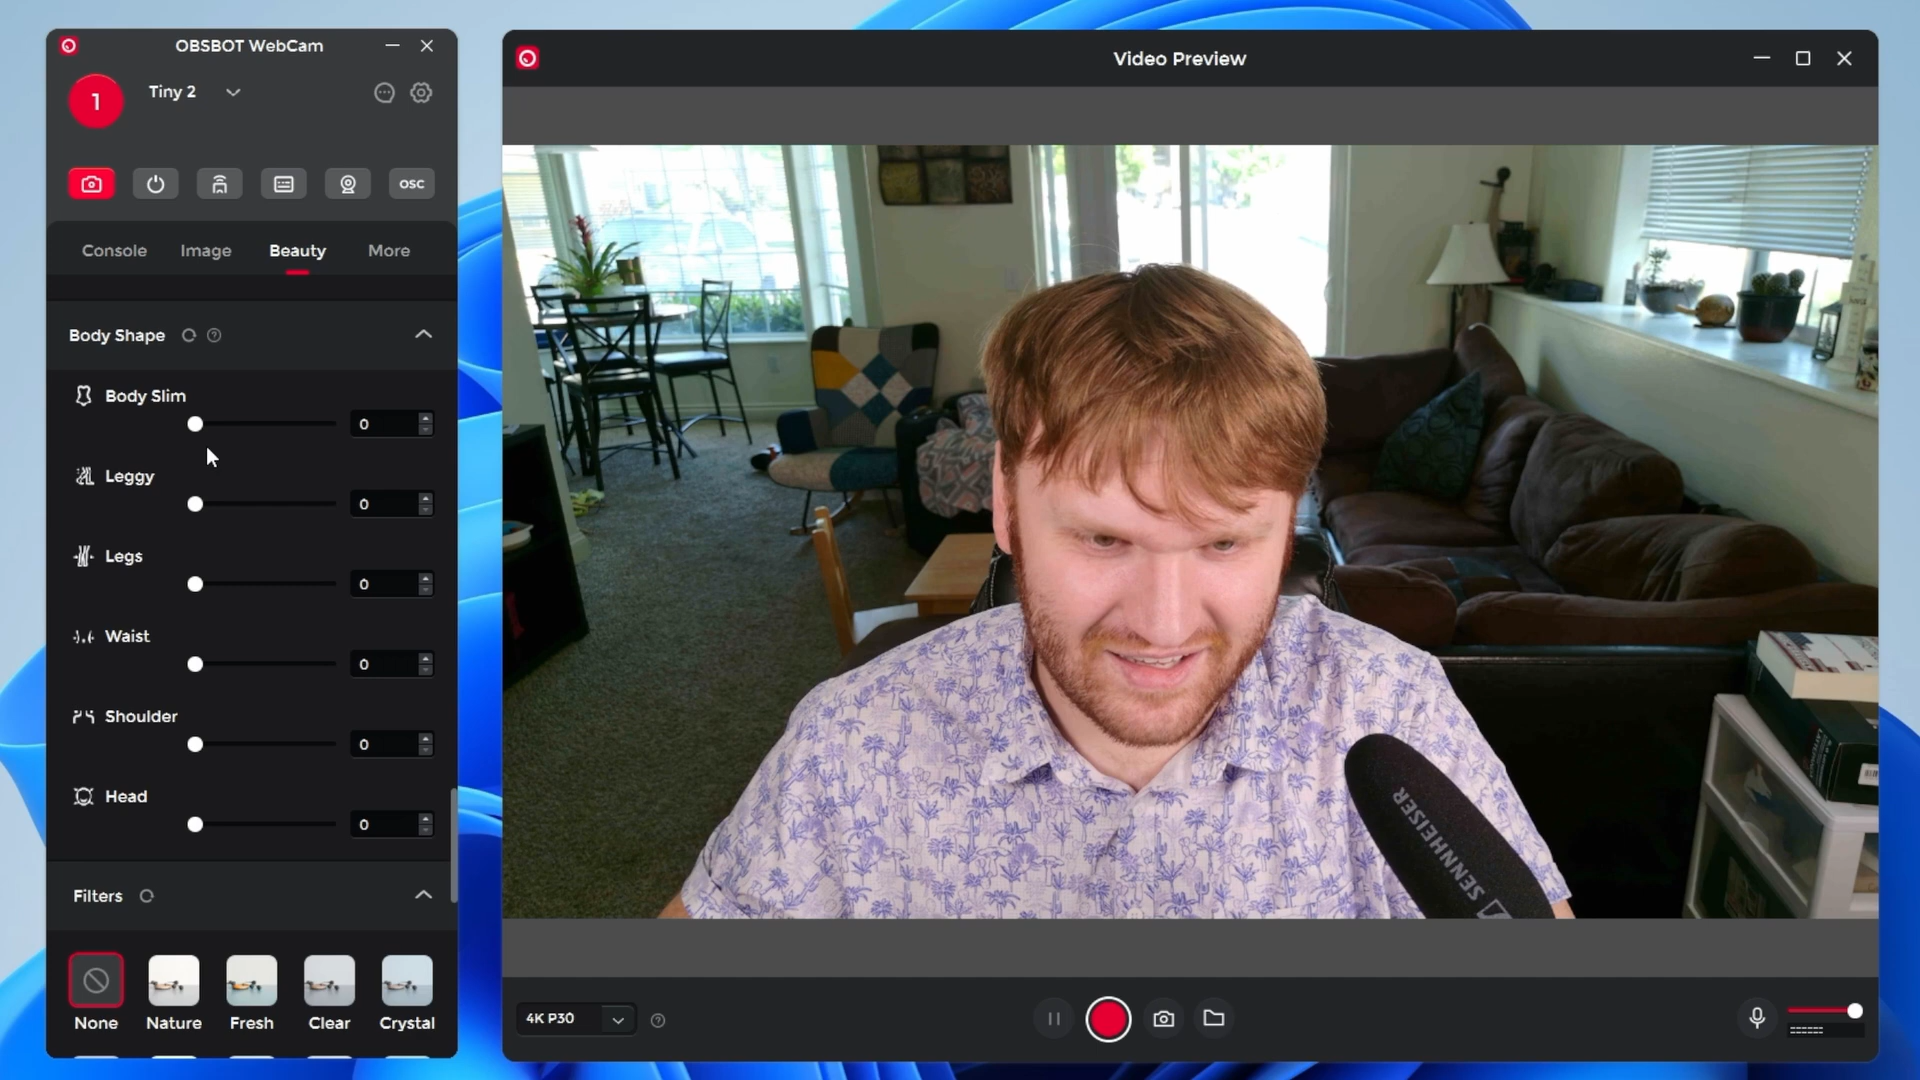 OBSBOT WebCam
1
Tiny 2
OSC
Console
Image
Beauty
More
Body Shape
Body Slim
0
Leggy
0
Legs
0
Waist
0
Shoulder
0
Head
0
Filters
None
Nature
Fresh
Clear
Crystal
Video Preview
SENNHEISER
4K P30